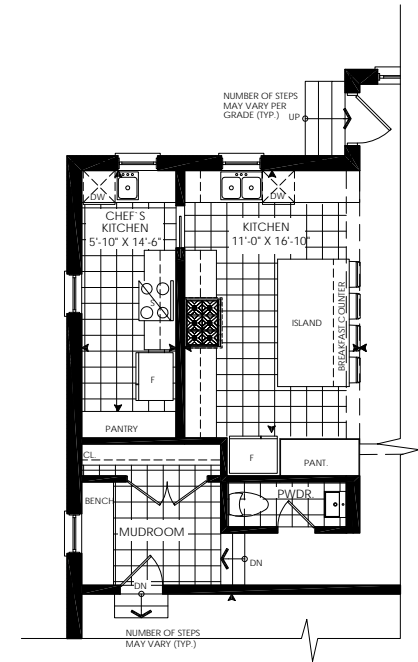 NUMBER OF STEPS
MAY VARY PER
GRADE (TYP.)
UP
DW
DW
CHEF'S
KITCHEN
5'-10" X 14'-6"
KITCHEN
11'-0" X 16'-10"
S
ISLAND
BREAKFAST COUNTER
F
PANTRY
CL.
F
PANT.
BENCH
PWDR.
MUDROOM
DN
DN
NUMBER OF STEPS
MAY VARY (TYP.)